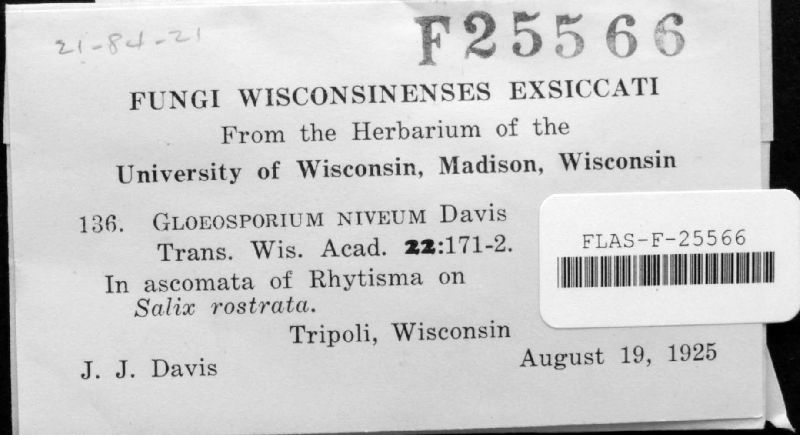 21-84-21
F25566
FUNGI WISCONSINENSES EXSICCATI
From the Herbarium of the
University of Wisconsin, Madison, Wisconsin
136. GLOEOSPORIUM NIVEUM Davis
Trans. Wis. Acad. 22:171-2.
In ascomata of Rhytisma on
Salix rostrata.
Tripoli, Wisconsin
J. J. Davis August 19, 1925
FLAS-F-25566